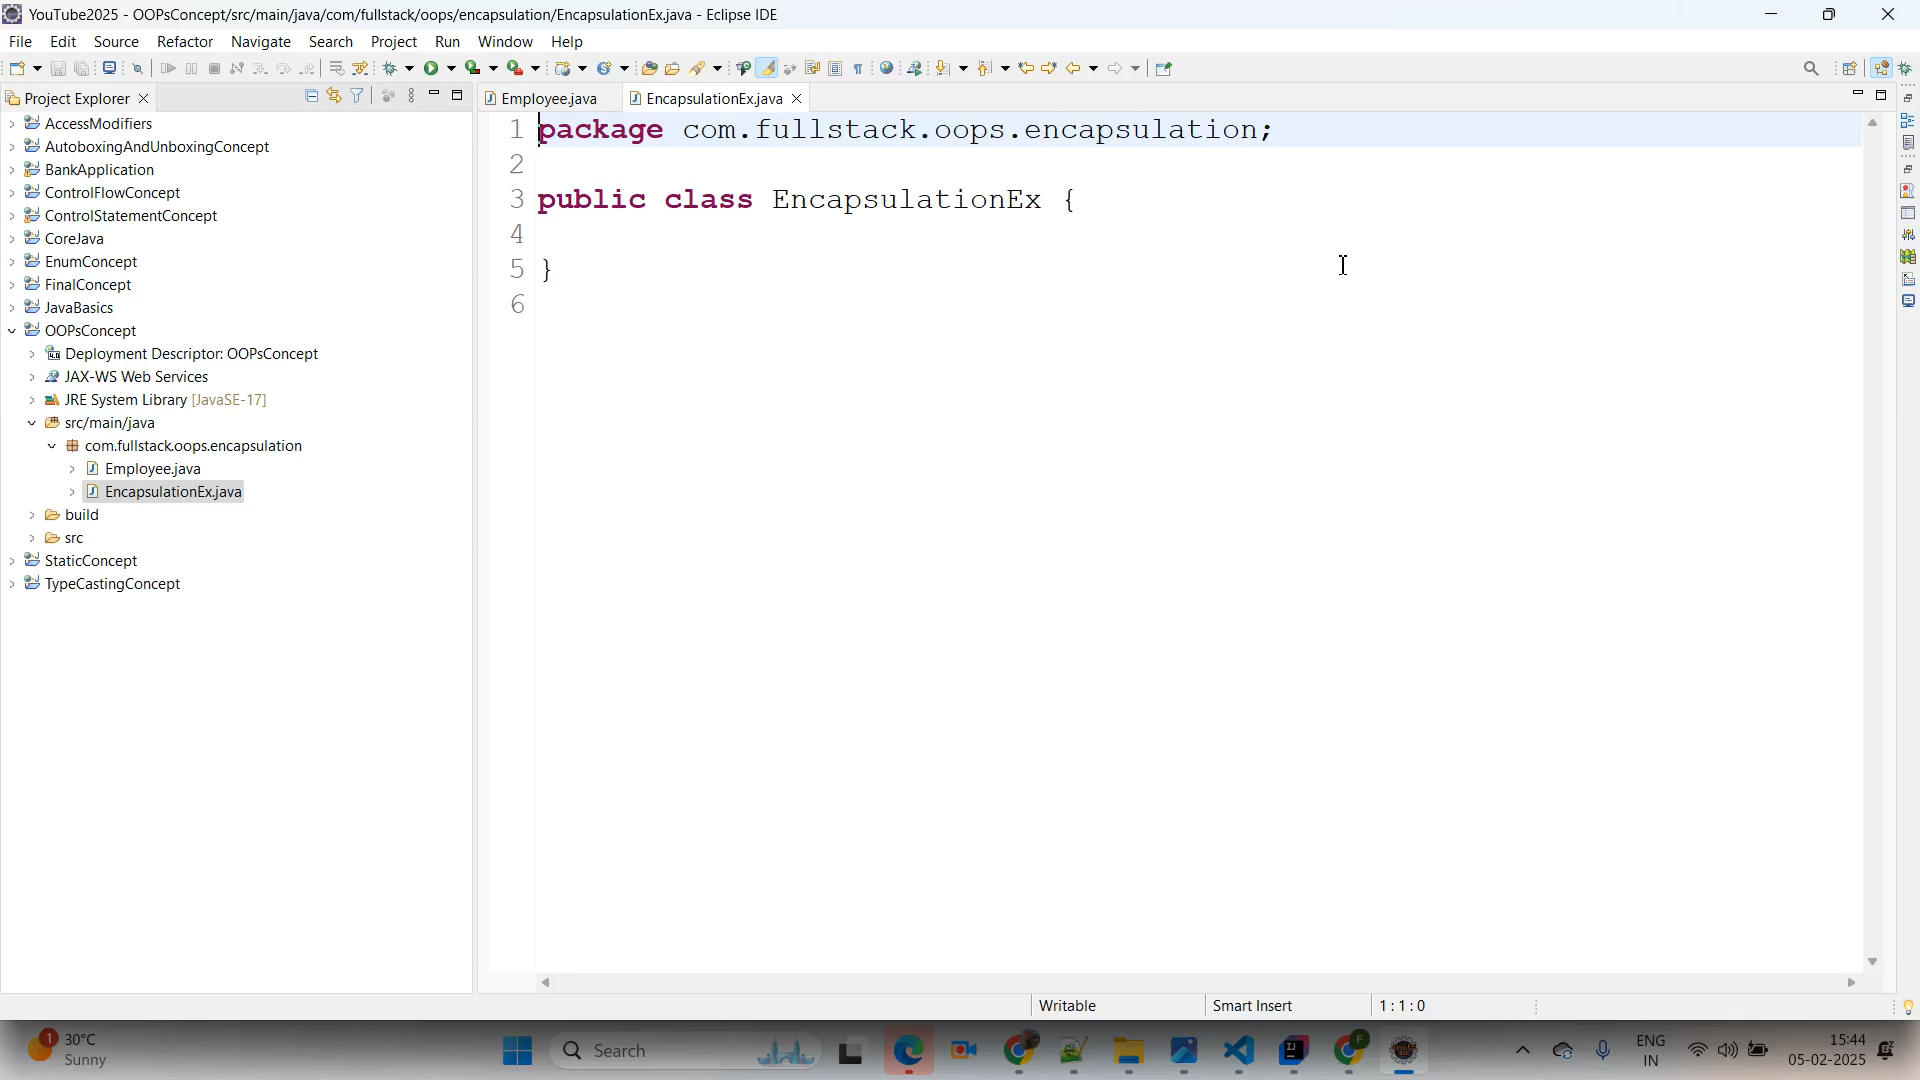 YouTube2025 - OOPsConcept/src/main/java/com/fullstack/oops/encapsulation/EncapsulationEx.java - Eclipse IDE
File Edit Source Refactor Navigate Search Project Run Window Help
Project Explorer
Employee.java
EncapsulationEx.java
AccessModifiers
AutoboxingAndUnboxingConcept
BankApplication
ControlFlowConcept
ControlStatementConcept
CoreJava
EnumConcept
FinalConcept
JavaBasics
OOPsConcept
Deployment Descriptor: OOPsConcept
JAX-WS Web Services
JRE System Library [JavaSE-17]
src/main/java
com.fullstack.oops.encapsulation
Employee.java
EncapsulationEx.java
build
src
StaticConcept
TypeCastingConcept
1 package com.fullstack.oops.encapsulation;
2
3 public class EncapsulationEx {
4
5 }
6
Writable Smart Insert 1 : 1 : 0
1
30°C
Sunny
Search
ENG
IN
15:44
05-02-2025